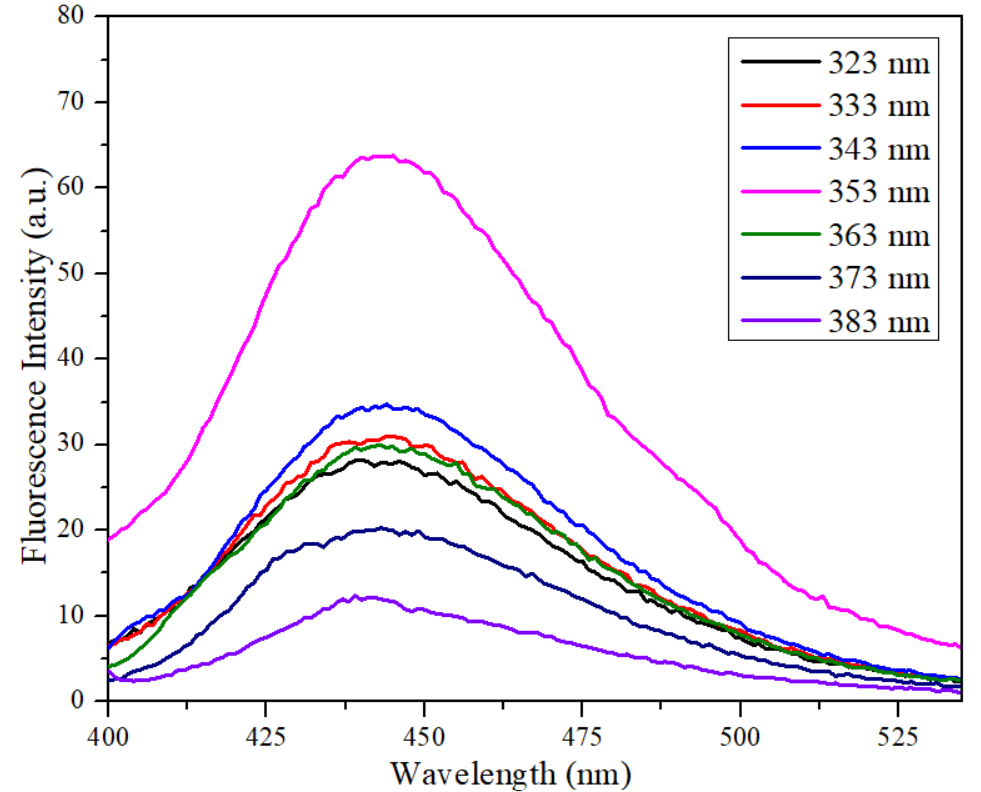 80
70
60
50
40
30
20
10
0
Fluorescence Intensity (a.u.)
323 nm
333 nm
343 nm
353 nm
363 nm
373 nm
383 nm
400 425 450 475 500 525
Wavelength (nm)